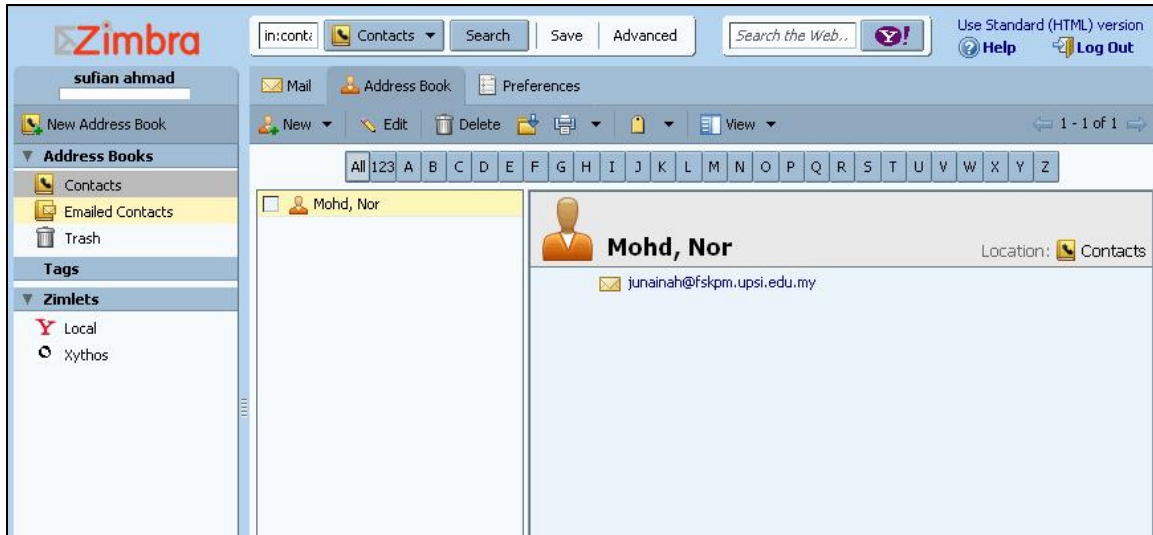 Zimbra
in:conta Contacts Search Save Advanced Search the Web.. Y!
Use Standard (HTML) version
Help Log Out
sufian ahmad
Mail Address Book Preferences
New Address Book
New Edit Delete View 1 - 1 of 1
Address Books
All 123 A B C D E F G H I J K L M N O P Q R S T U V W X Y Z
Contacts
Emailed Contacts
Trash
Tags
Zimlets
Y Local
Xythos
Mohd, Nor
Mohd, Nor
Location: Contacts
junainah@fskpm.upsi.edu.my